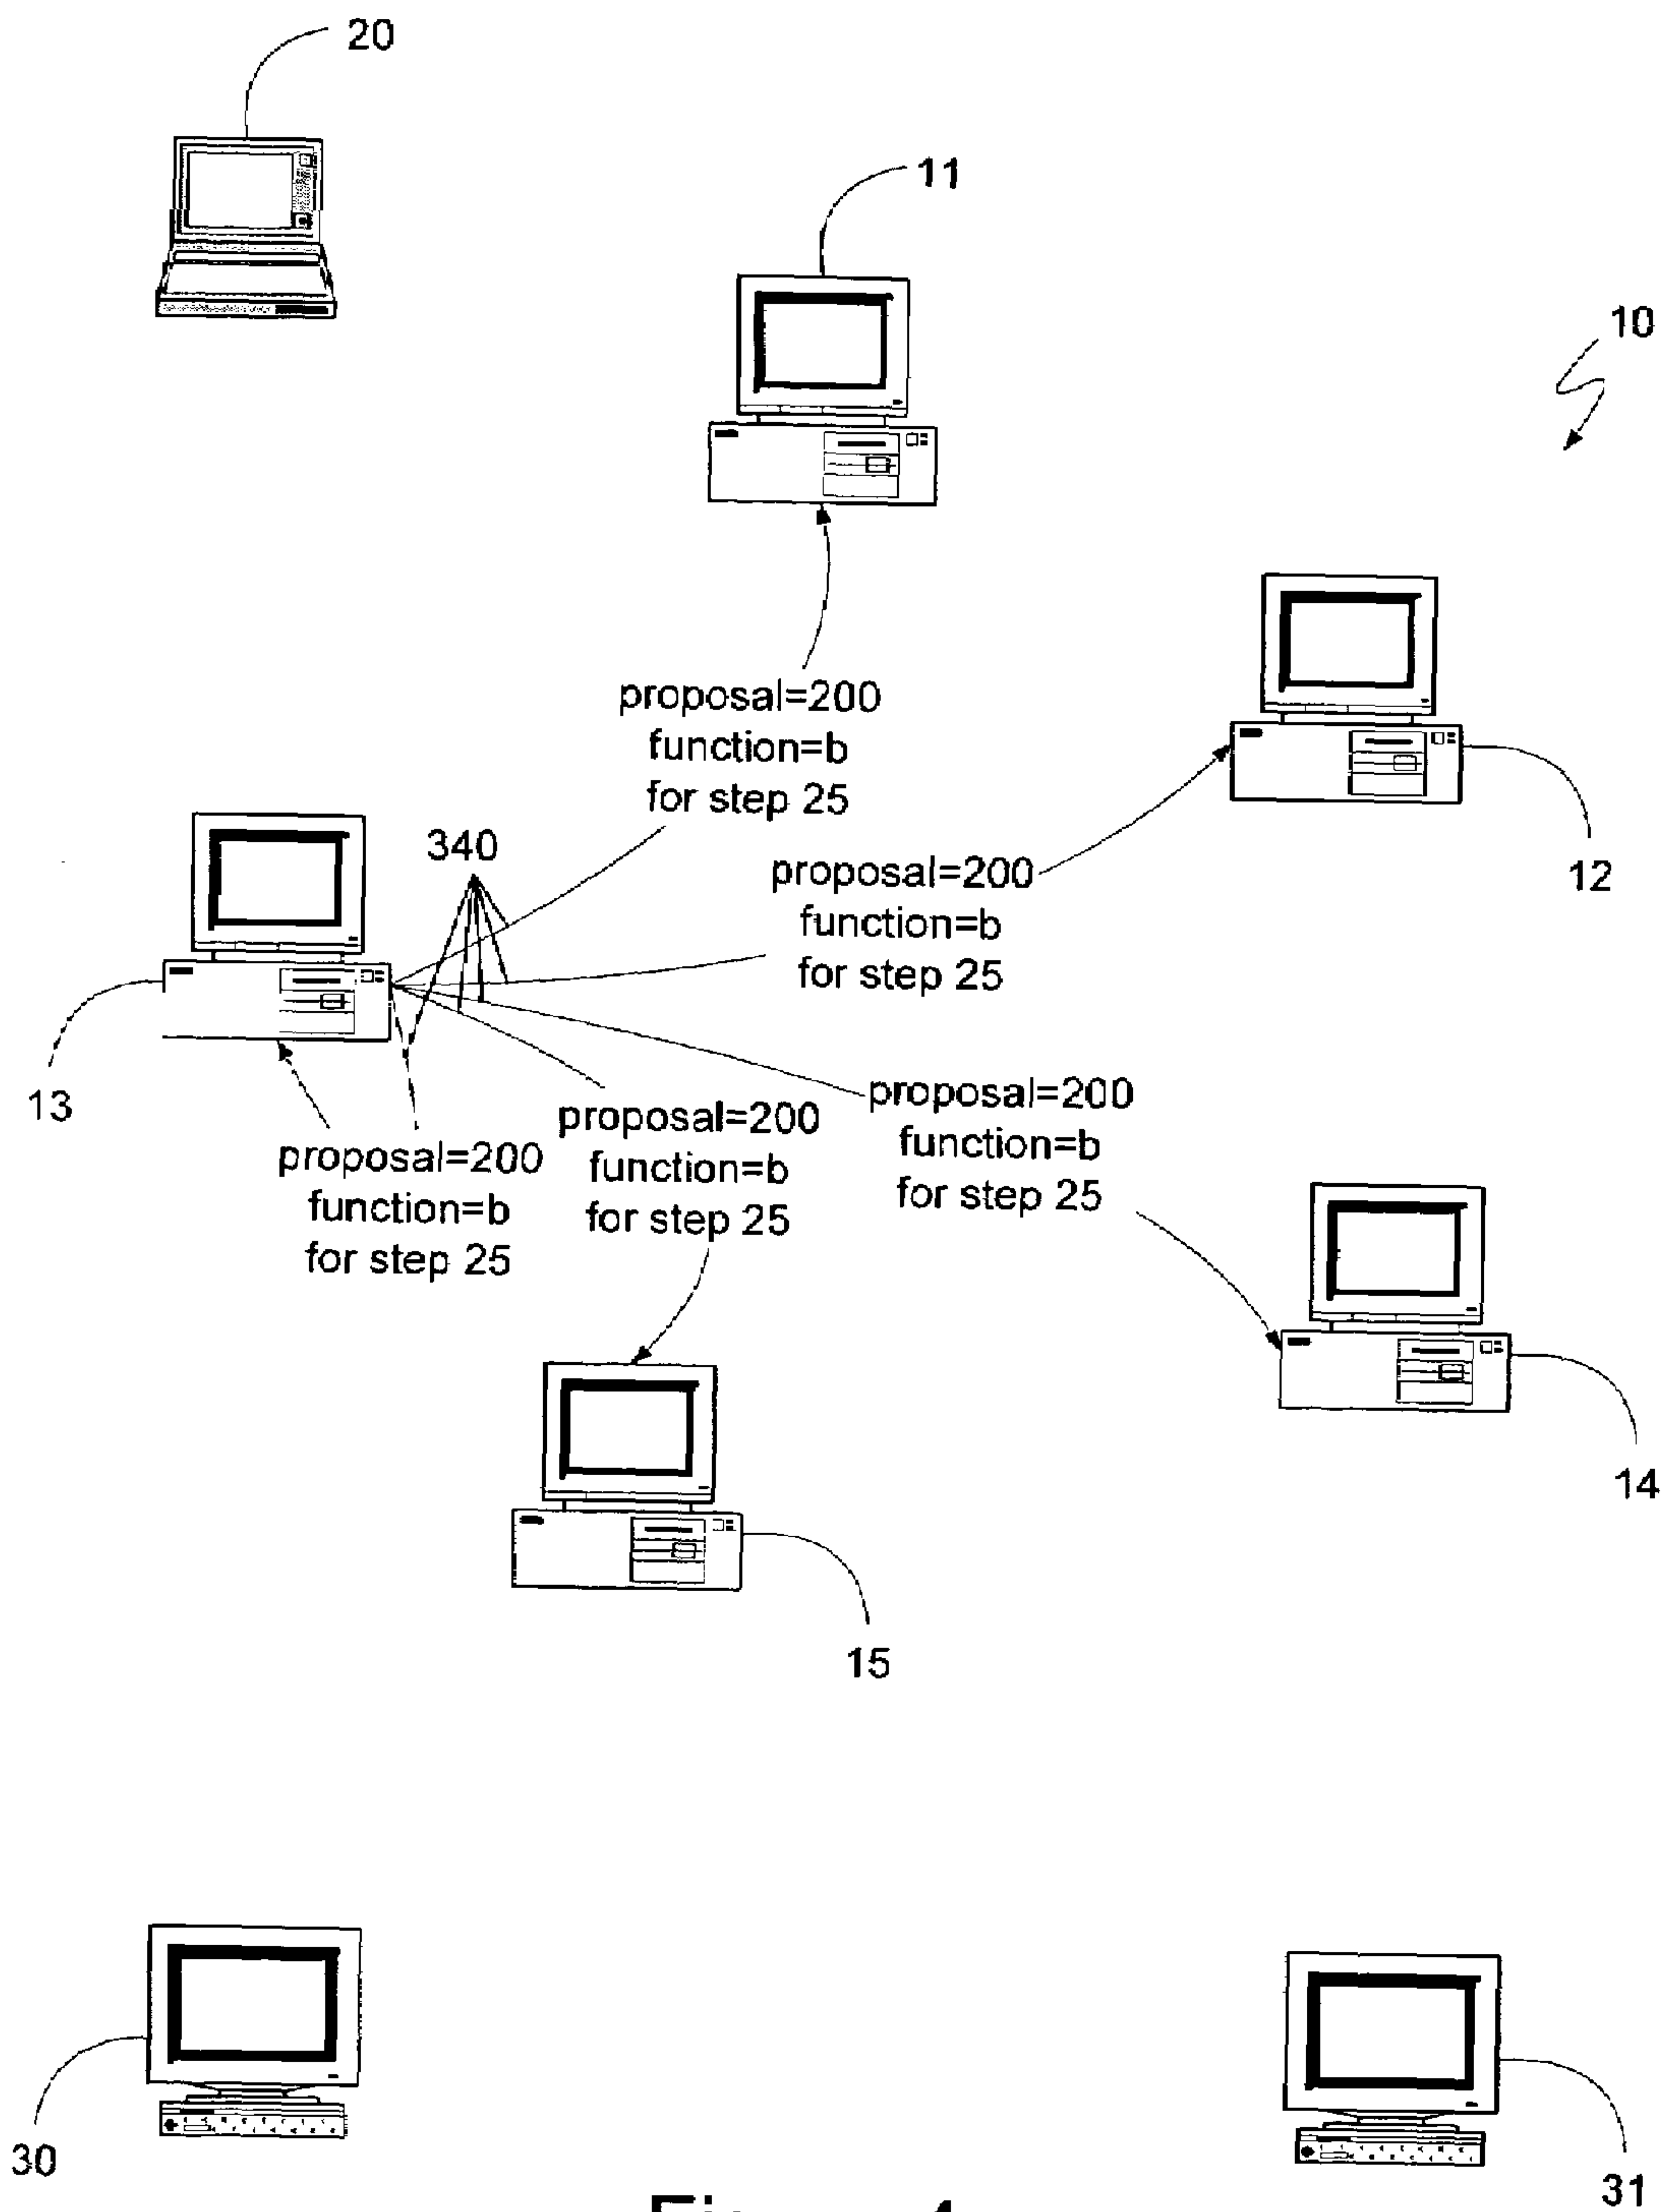 20
11
10
proposal=200
function=b
for step 25
12
340
proposal=200
function=b
for step 25
13
proposal=200
function=b
for step 25
proposal=200
function=b
for step 25
proposal=200
function=b
for step 25
14
15
30
31